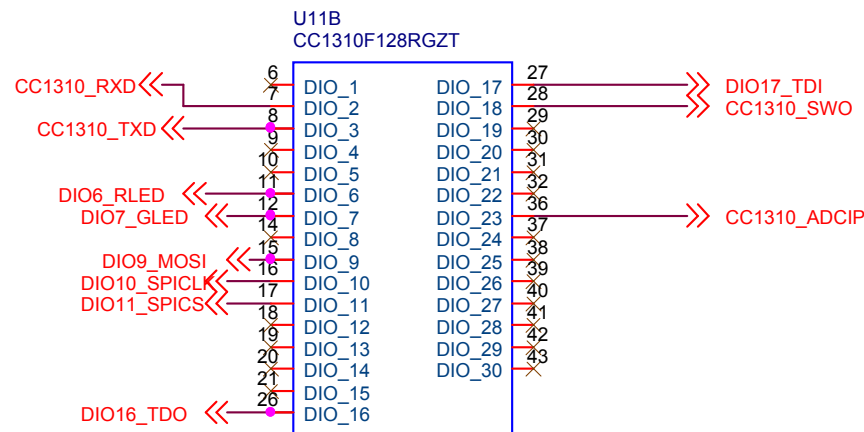 U11B
CC1310F128RGZT
6 DIO_1 DIO_17 27 DIO17_TDI
CC1310_RXD 7 DIO_2 DIO_18 28 CC1310_SWO
CC1310_TXD 8 DIO_3 DIO_19 29
9 DIO_4 DIO_20 30
10 DIO_5 DIO_21 31
DIO6_RLED 11 DIO_6 DIO_22 32
DIO7_GLED 12 DIO_7 DIO_23 36 CC1310_ADCIP
14 DIO_8 DIO_24 37
DIO9_MOSI 15 DIO_9 DIO_25 38
DIO10_SPICLK 16 DIO_10 DIO_26 39
DIO11_SPICS 17 DIO_11 DIO_27 40
18 DIO_12 DIO_28 41
19 DIO_13 DIO_29 42
20 DIO_14 DIO_30 43
21 DIO_15
DIO16_TDO 26 DIO_16